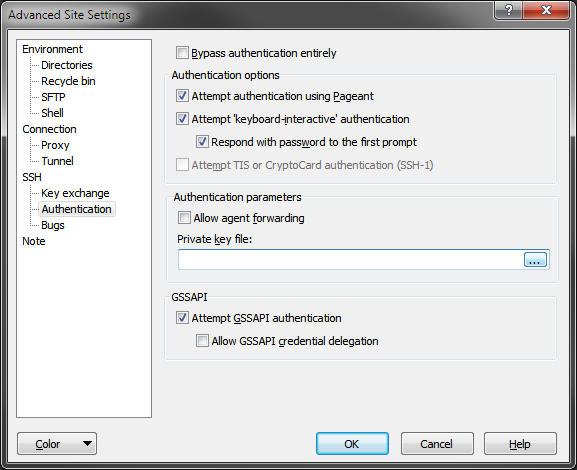 Advanced Site Settings
Environment
Directories
Recycle bin
SFTP
Shell
Connection
Proxy
Tunnel
SSH
Key exchange
Authentication
Bugs
Note
Bypass authentication entirely
Authentication options
Attempt authentication using Pageant
Attempt 'keyboard-interactive' authentication
Respond with password to the first prompt
Attempt TIS or CryptoCard authentication (SSH-1)
Authentication parameters
Allow agent forwarding
Private key file:
...
GSSAPI
Attempt GSSAPI authentication
Allow GSSAPI credential delegation
Color
OK
Cancel
Help